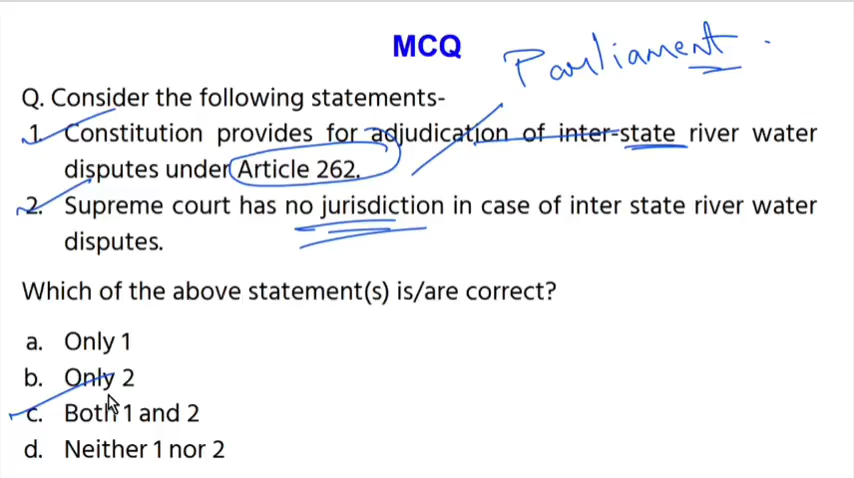 MCQ
Parliament.
Q. Consider the following statements-
1. Constitution provides for adjudication of inter-state river water
disputes under Article 262.
2. Supreme court has no jurisdiction in case of inter state river water
disputes.
Which of the above statement(s) is/are correct?
a. Only 1
b. Only 2
c. Both 1 and 2
d. Neither 1 nor 2